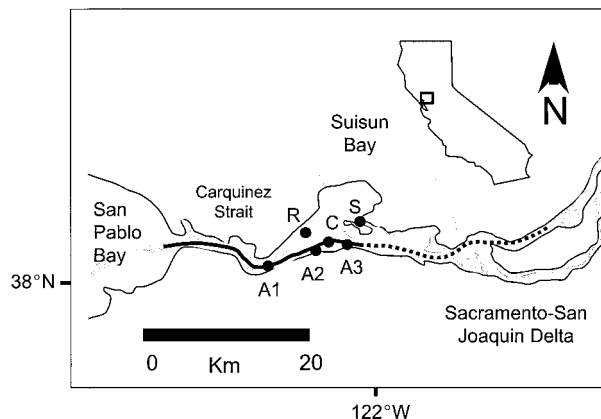 N
Suisun
Bay
Carquinez
Strait
San
Pablo
Bay
R
S
C
A1
A2
A3
38°N
Sacramento-San
Joaquin Delta
0
20
Km
122°W